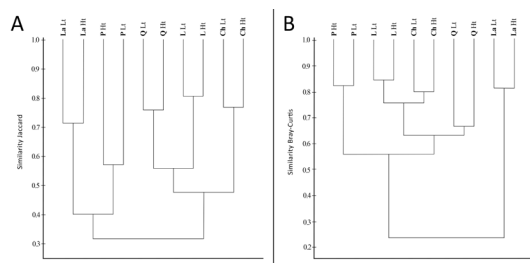 A
La Lt
La Ht
P Ht
P Lt
Q Lt
Q Ht
L Lt
L Ht
Ch Lt
Ch Ht
Similarity Jaccard
1.0
0.9
0.8
0.7
0.6
0.5
0.4
0.3
B
P Ht
P Lt
L Lt
L Ht
Ch Lt
Ch Ht
Q Lt
Q Ht
La Lt
La Ht
Similarity Bray-Curtis
1.0
0.9
0.8
0.7
0.6
0.5
0.4
0.3
0.2